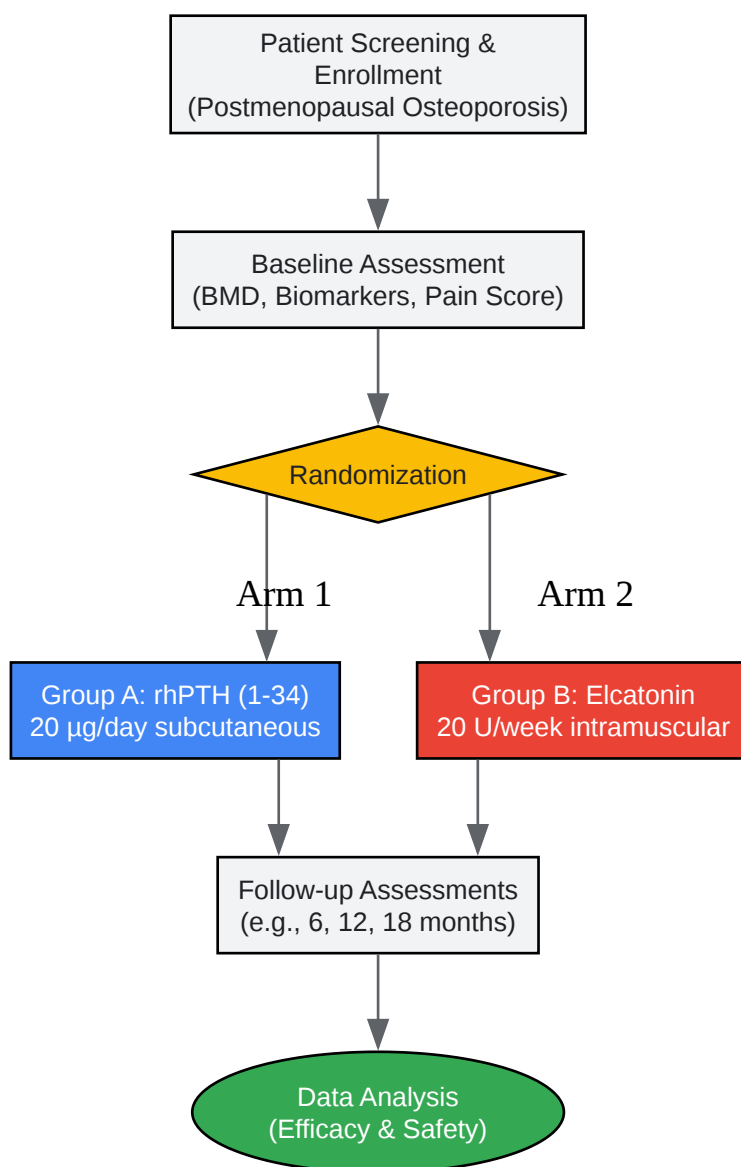 Patient Screening &
Enrollment
(Postmenopausal Osteoporosis)
Baseline Assessment
(BMD, Biomarkers, Pain Score)
Randomization
Arm 1
Arm 2
Group A: rhPTH (1-34)
20 µg/day subcutaneous
Group B: Elcatonin
20 U/week intramuscular
Follow-up Assessments
(e.g., 6, 12, 18 months)
Data Analysis
(Efficacy & Safety)